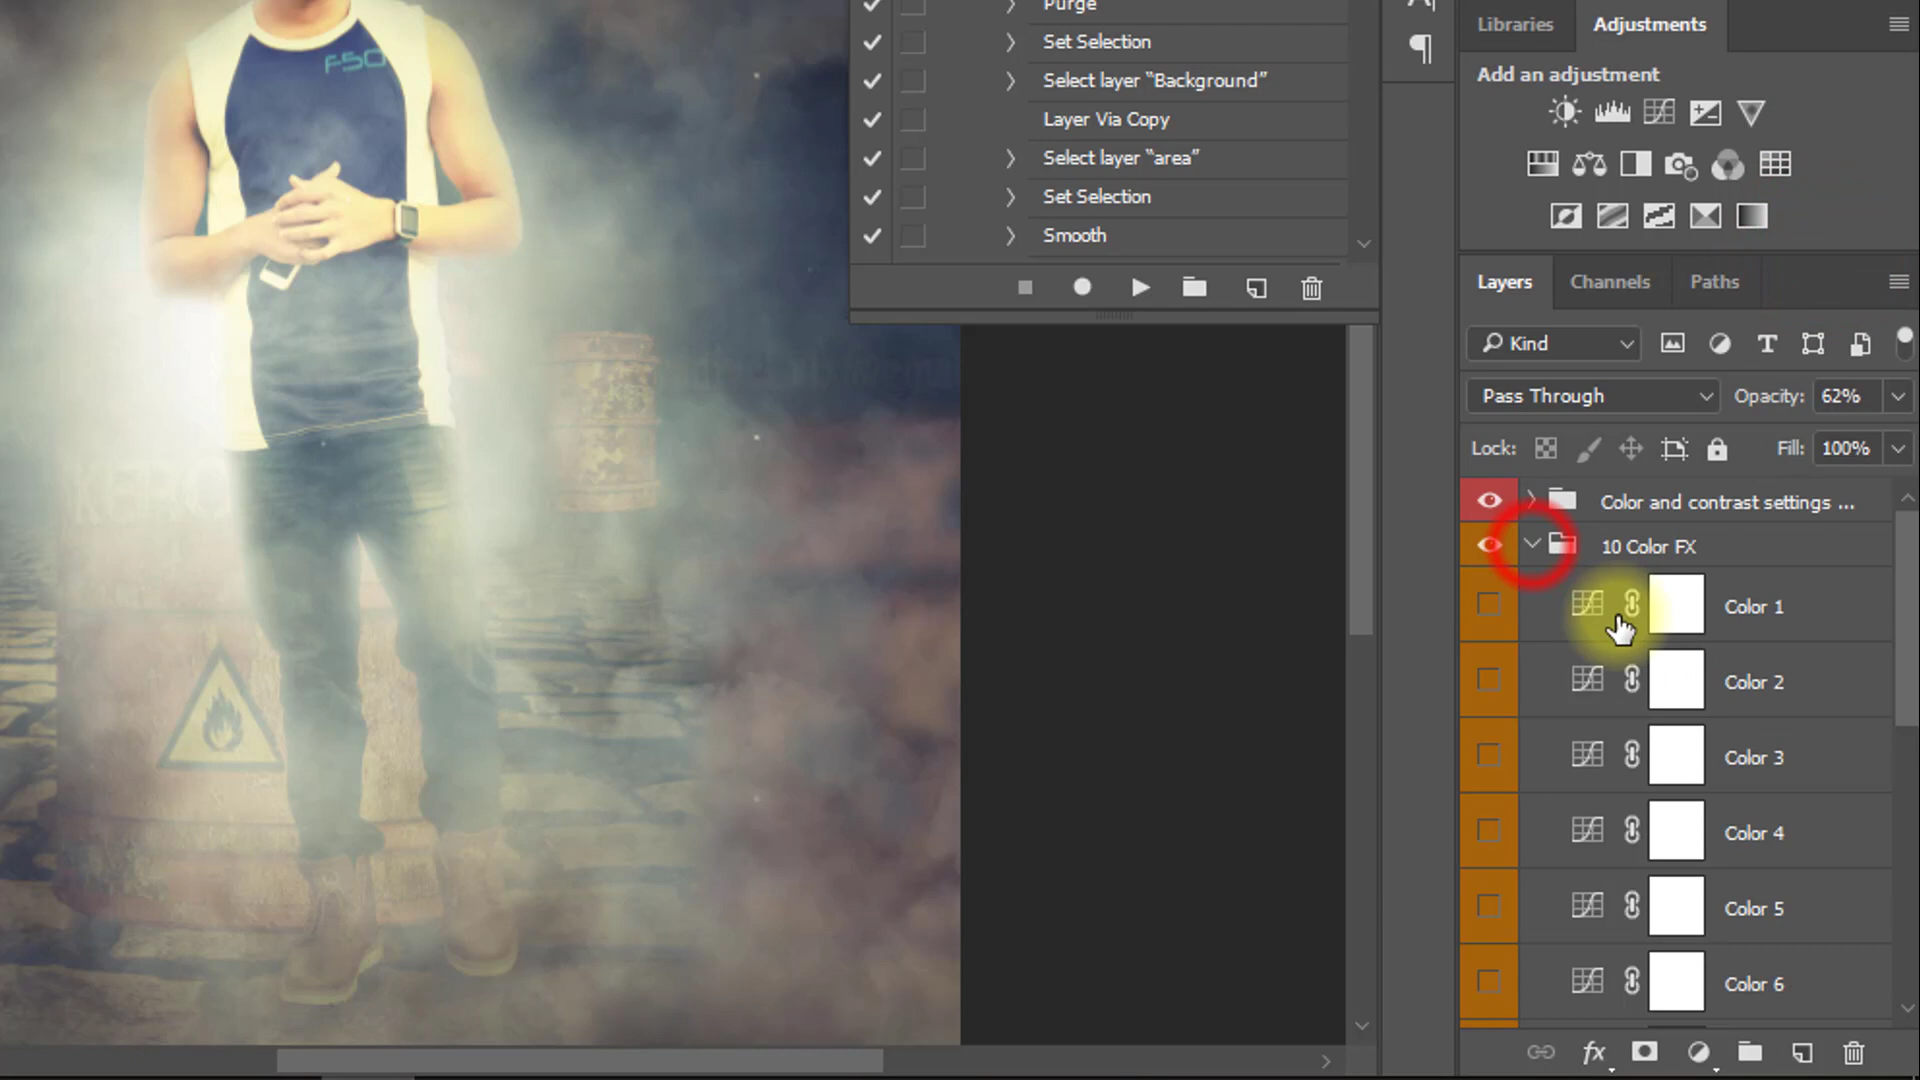 Purge
Set Selection
Select layer “Background”
Layer Via Copy
Select layer “area”
Set Selection
Smooth
Libraries
Adjustments
Add an adjustment
Layers
Channels
Paths
Kind
Pass Through
Opacity:
62%
Lock:
Fill:
100%
Color and contrast settings ...
10 Color FX
Color 1
Color 2
Color 3
Color 4
Color 5
Color 6
fx
F50